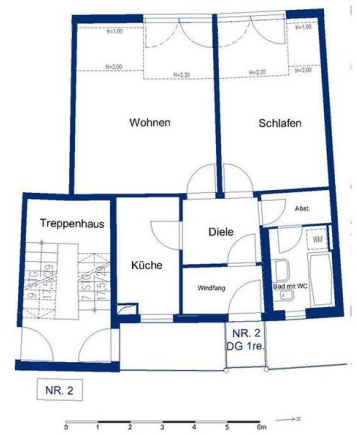 H=1,00
H=1,00
H=2,00
H=2,20
H=2,20
H=2,00
Wohnen
Schlafen
Abst.
Treppenhaus
Diele
WM
Küche
Windfang
Bad mit WC
NR. 2
DG 1re.
NR. 2
0 1 2 3 4 5 6m